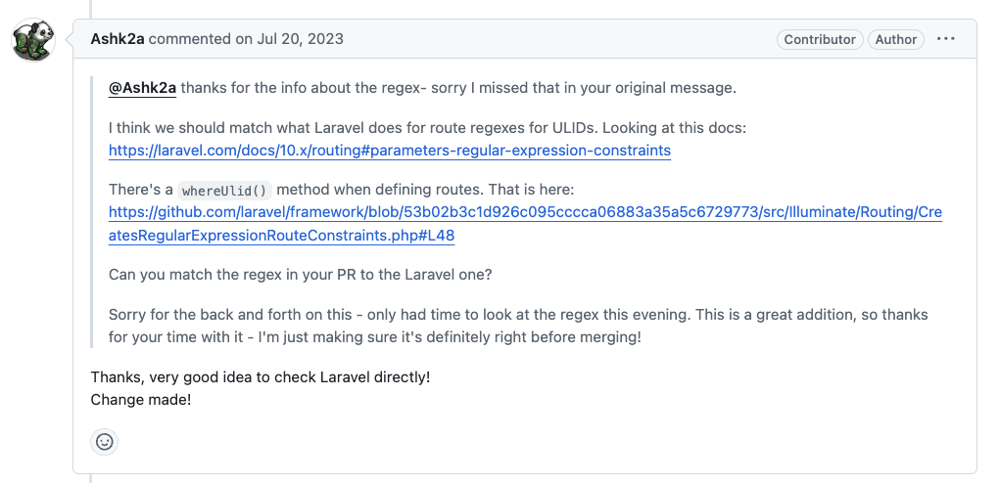 Ashk2a commented on Jul 20, 2023
Contributor
Author
@Ashk2a thanks for the info about the regex- sorry I missed that in your original message.
I think we should match what Laravel does for route regexes for ULIDs. Looking at this docs:
https://laravel.com/docs/10.x/routing#parameters-regular-expression-constraints
There's a whereUlid() method when defining routes. That is here:
https://github.com/laravel/framework/blob/53b02b3c1d926c095cccca06883a35a5c6729773/src/Illuminate/Routing/Cre
atesRegularExpressionRouteConstraints.php#L48
Can you match the regex in your PR to the Laravel one?
Sorry for the back and forth on this - only had time to look at the regex this evening. This is a great addition, so thanks
for your time with it - I'm just making sure it's definitely right before merging!
Thanks, very good idea to check Laravel directly!
Change made!